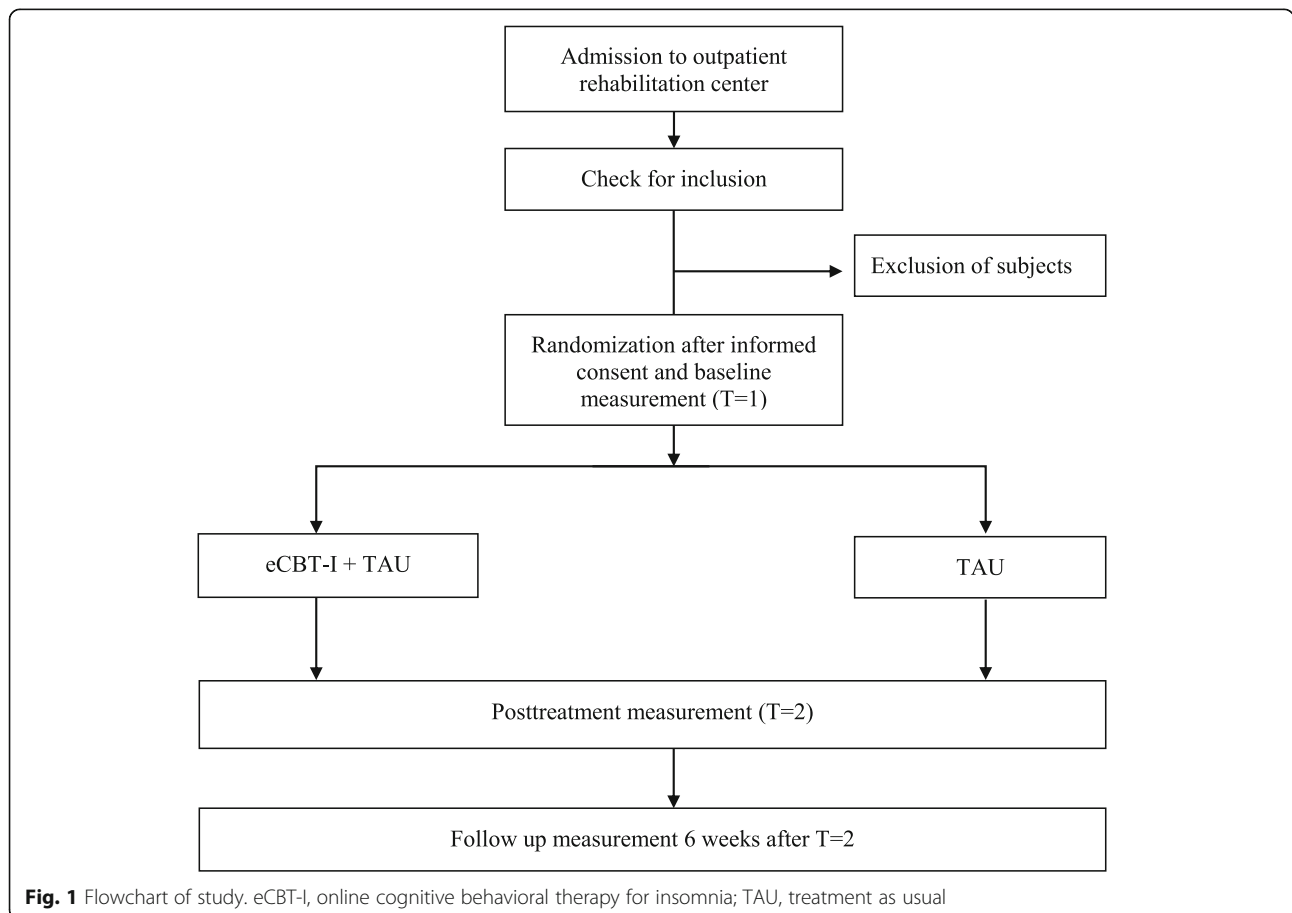 Admission to outpatient
rehabilitation center
Check for inclusion
Exclusion of subjects
Randomization after informed
consent and baseline
measurement (T=1)
eCBT-I + TAU
TAU
Posttreatment measurement (T=2)
Follow up measurement 6 weeks after T=2
Fig. 1 Flowchart of study. eCBT-I, online cognitive behavioral therapy for insomnia; TAU, treatment as usual